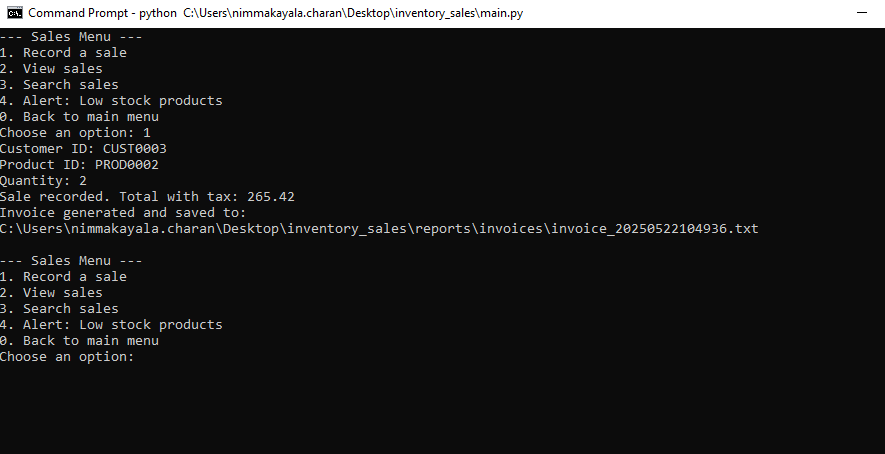 Command Prompt - python  C:\Users\nimmakayala.charan\Desktop\inventory_sales\main.py
--- Sales Menu ---
1. Record a sale
2. View sales
3. Search sales
4. Alert: Low stock products
0. Back to main menu
Choose an option: 1
Customer ID: CUST0003
Product ID: PROD0002
Quantity: 2
Sale recorded. Total with tax: 265.42
Invoice generated and saved to:
C:\Users\nimmakayala.charan\Desktop\inventory_sales\reports\invoices\invoice_20250522104936.txt
--- Sales Menu ---
1. Record a sale
2. View sales
3. Search sales
4. Alert: Low stock products
0. Back to main menu
Choose an option: